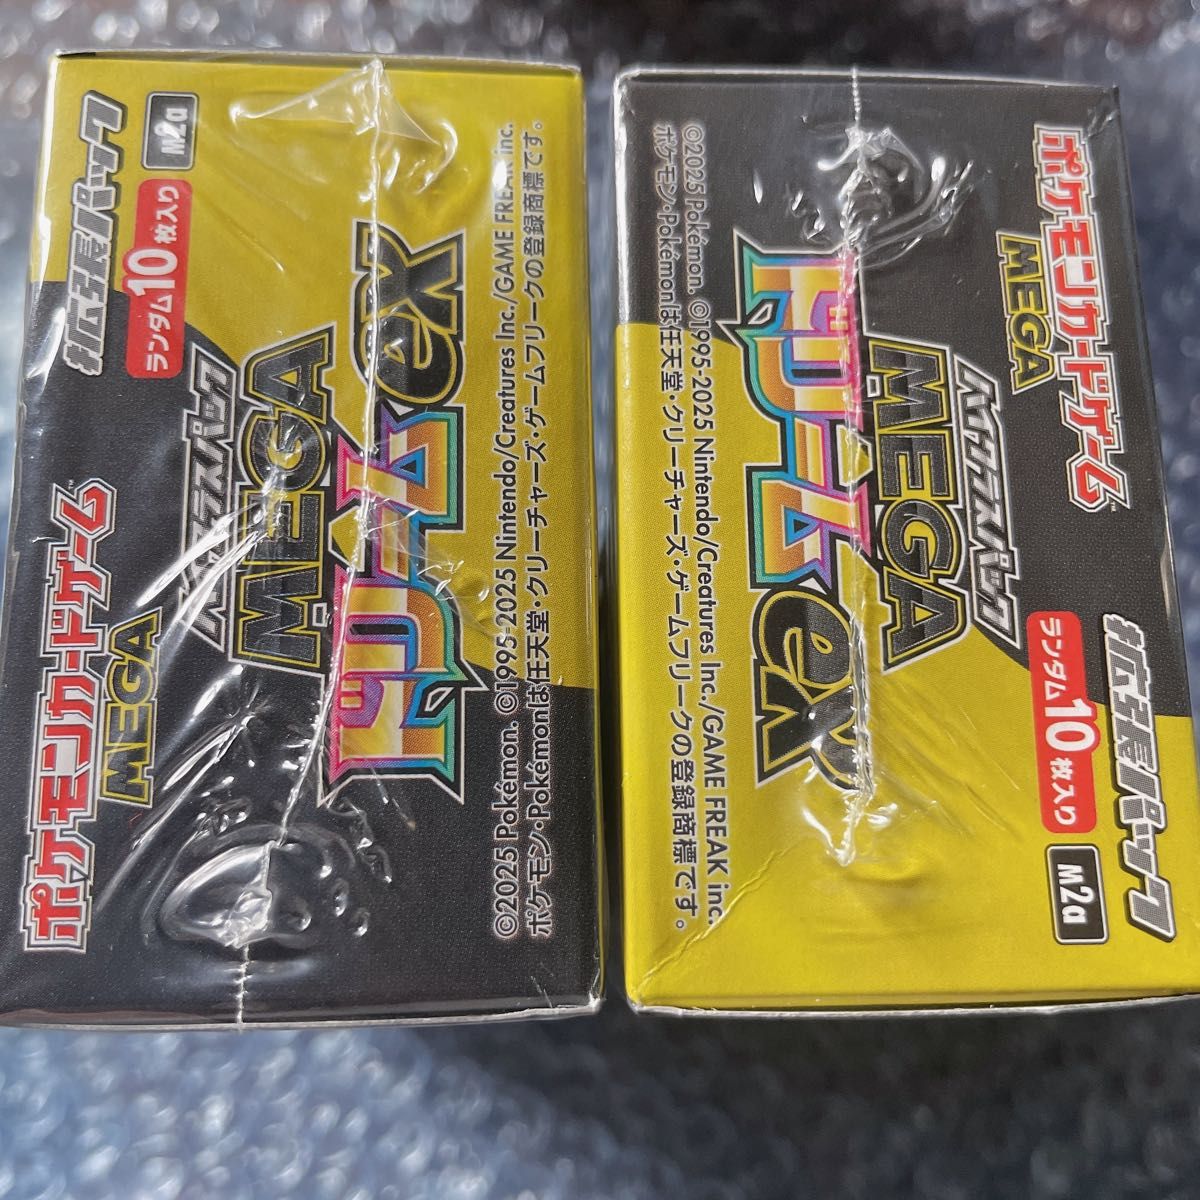 ポケモンカードゲーム
MEGA
拡張パック
ランダム10枚入り
M2a
ハイクラスパック
MEGA
ドリームex
©2025 Pokémon. ©1995-2025 Nintendo/Creatures Inc./GAME FREAK inc.
ポケモン・Pokémonは任天堂・クリーチャーズ・ゲームフリークの登録商標です。
ポケモンカードゲーム
MEGA
拡張パック
ランダム10枚入り
M2a
ハイクラスパック
MEGA
ドリームex
©2025 Pokémon. ©1995-2025 Nintendo/Creatures Inc./GAME FREAK inc.
ポケモン・Pokémonは任天堂・クリーチャーズ・ゲームフリークの登録商標です。